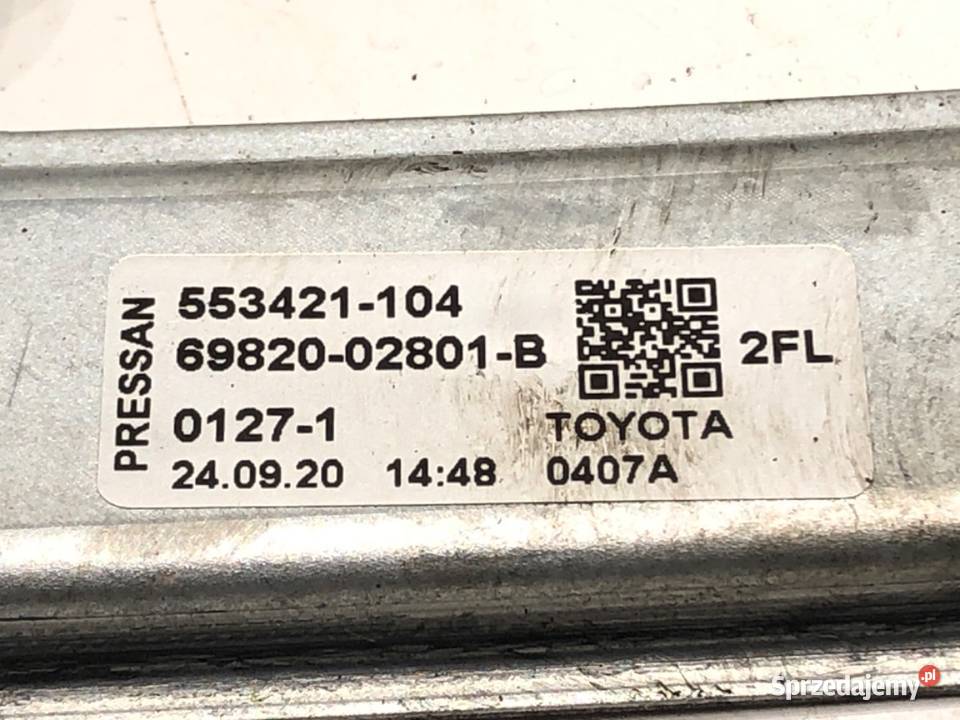 PRESSAN
553421-104
69820-02801-B
2FL
0127-1 TOYOTA
24.09.20 14:48 0407A
Sprzedajemy.pl